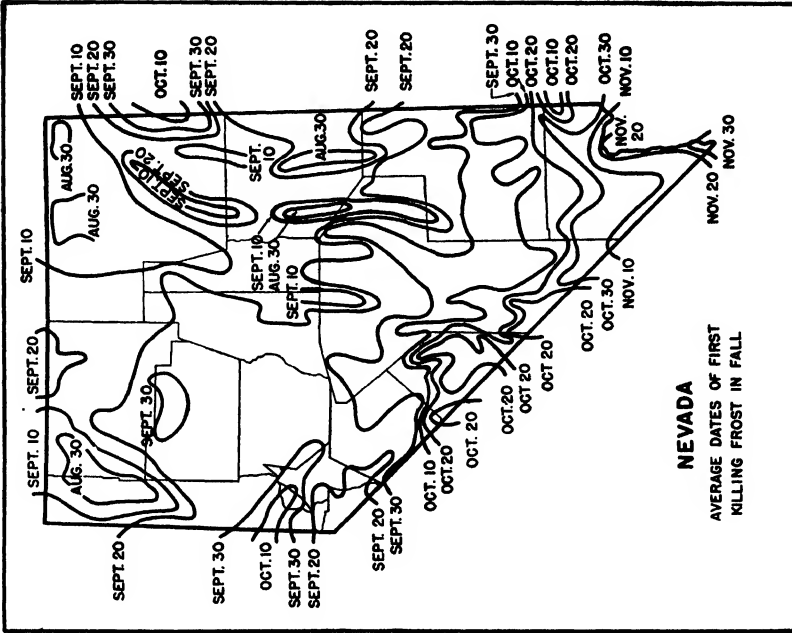 SEPT. 10
SEPT. 20
SEPT. 10
SEPT. 10
SEPT. 20
SEPT. 30
OCT. 10
SEPT. 30
SEPT. 20
AUG. 30
AUG. 30
AUG. 30
SEPT. 10
SEPT. 20
SEPT. 20
SEPT. 30
SEPT. 10
AUG. 30
SEPT. 20
SEPT. 20
SEPT. 10
AUG. 30
SEPT. 10
SEPT. 30
OCT. 10
SEPT. 30
SEPT. 20
SEPT. 20
SEPT. 30
OCT. 10
OCT. 20
OCT. 20
OCT. 20
OCT. 20
OCT 20
OCT. 20
OCT. 30
NOV. 10
SEPT. 30
OCT. 10
OCT. 20
OCT. 10
OCT. 20
OCT. 30
NOV. 10
NOV.
20
NOV. 20
NOV. 30
NEVADA
AVERAGE DATES OF FIRST
KILLING FROST IN FALL